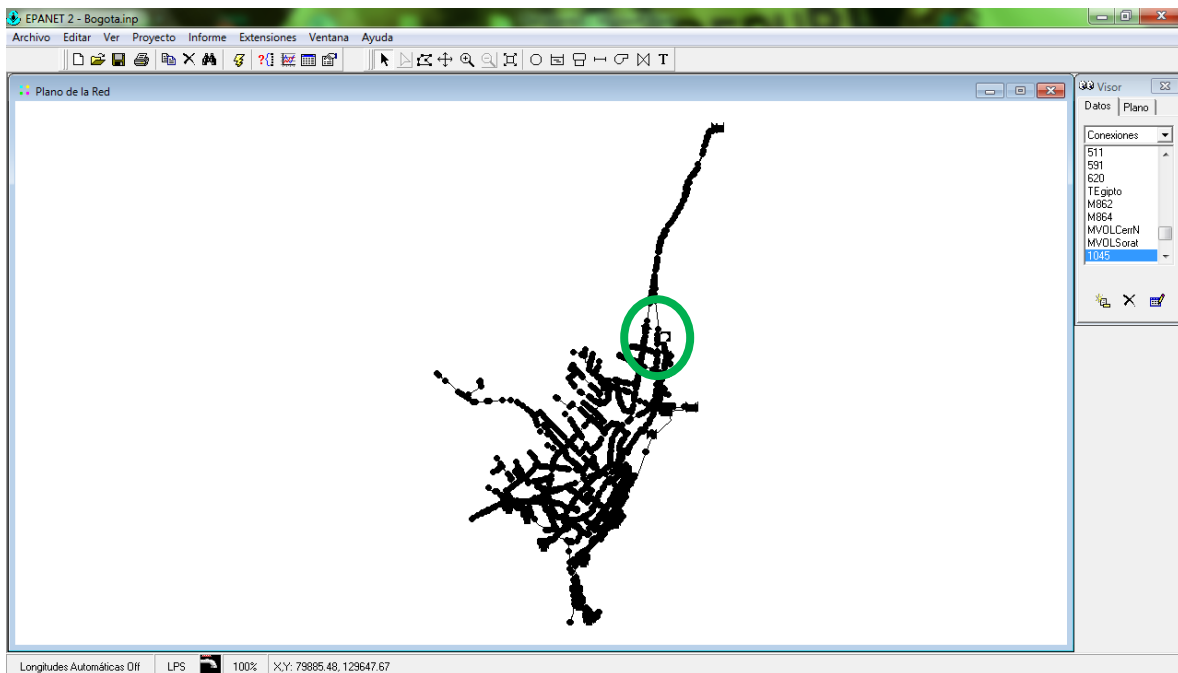 EPANET 2 - Bogota.inp
Archivo Editar Ver Proyecto Informe Extensiones Ventana Ayuda
T
Plano de la Red
Visor
Datos Plano
Conexiones
511
591
620
TEgipto
M862
M864
MVOLCerrN
MVOLSorat
1045
Longitudes Automáticas Off LPS 100% X,Y: 79885.48, 129647.67